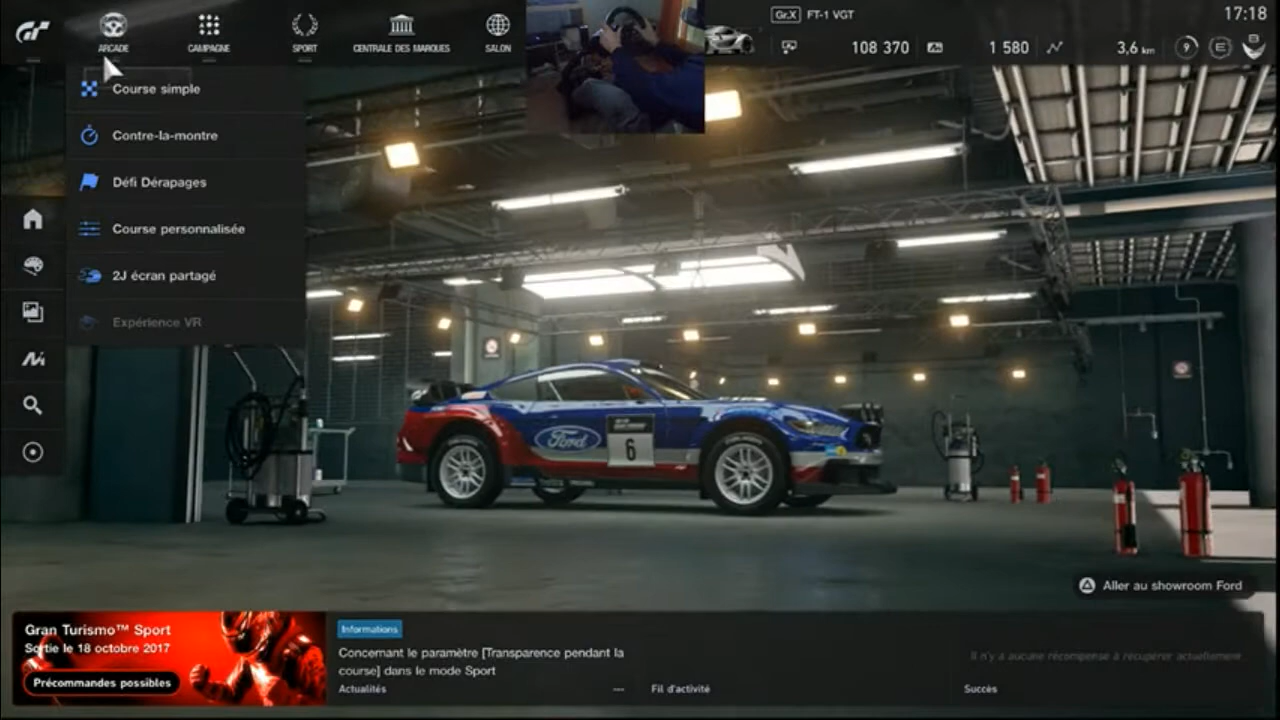 GT
ARCADE
CAMPAGNE
SPORT
CENTRALE DES MARQUES
SALON
Gr.X FT-1 VGT
108 370
1 580
3,6 km
9
E
17:18
Course simple
Contre-la-montre
Défi Dérapages
Course personnalisée
2J écran partagé
Expérience VR
Ford
6
Aller au showroom Ford
Gran Turismo™ Sport
Sortie le 18 octobre 2017
Précommandes possibles
Informations
Concernant le paramètre [Transparence pendant la
course] dans le mode Sport
Actualités
---
Fil d'activité
Il n'y a aucune récompense à récupérer actuellement.
Succès